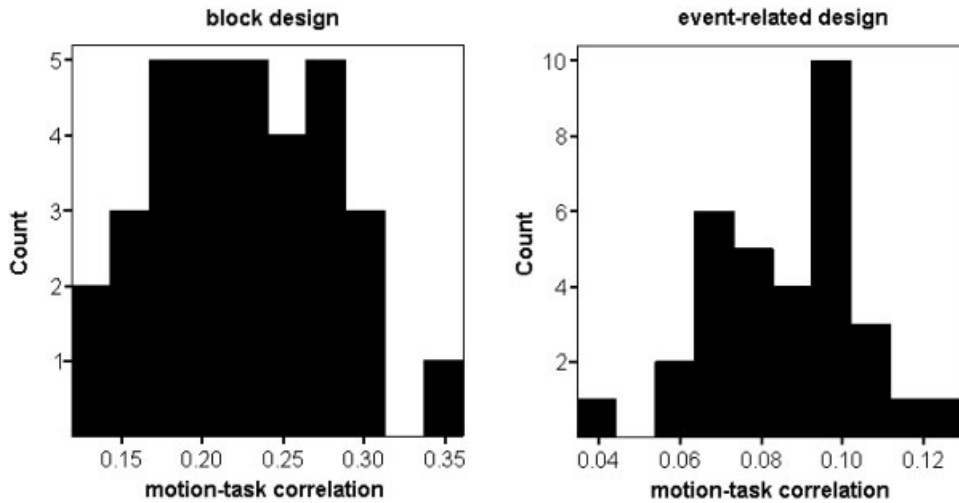 block design
5
4
3
2
1
Count
0.15 0.20 0.25 0.30 0.35
motion-task correlation
event-related design
10
8
6
4
2
Count
0.04 0.06 0.08 0.10 0.12
motion-task correlation